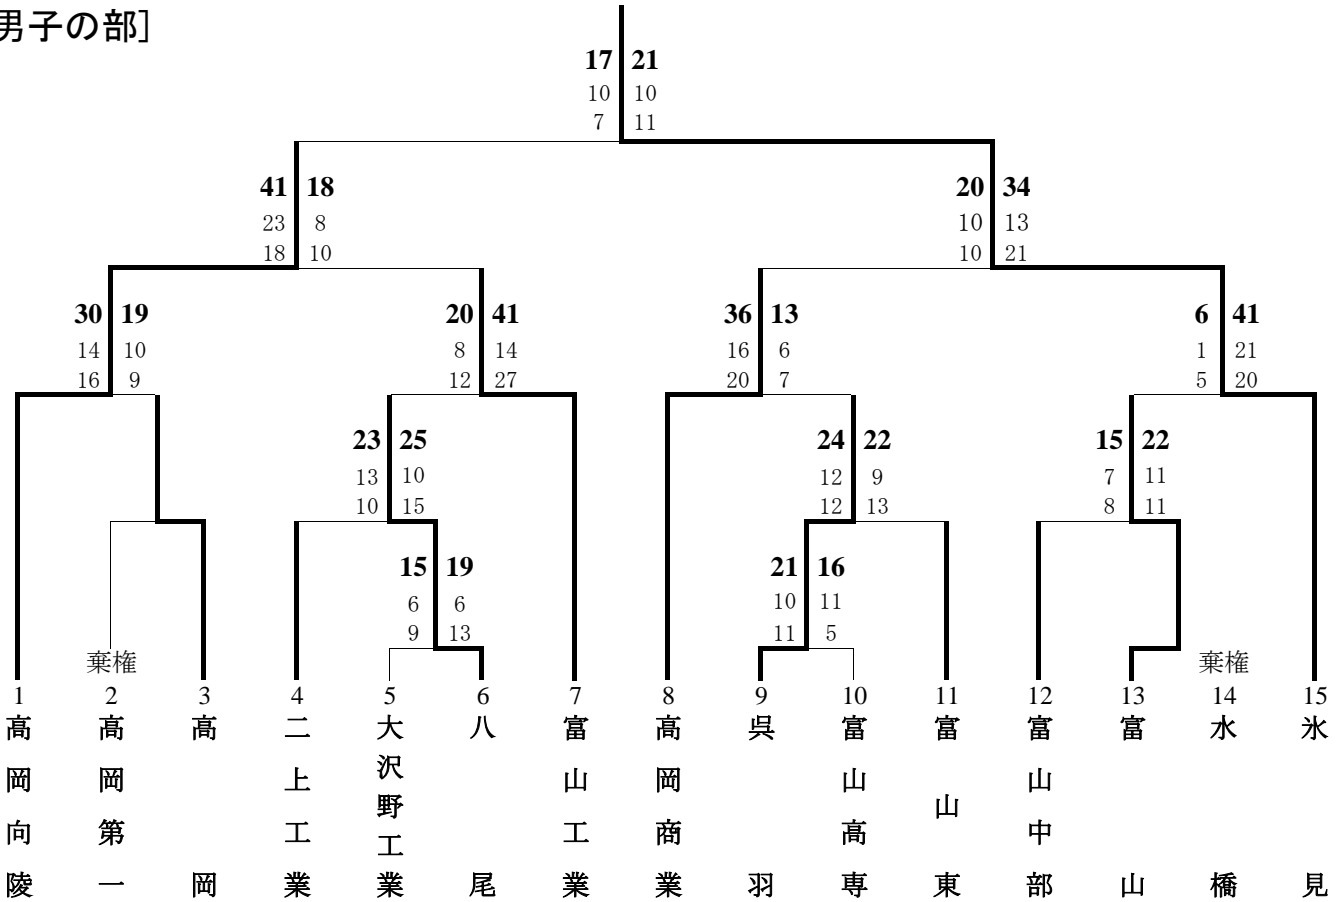 男子の部]
17 21
10 10
7 11
41 18 20 34
23 8 10 13
18 10 10 21
30 19 20 41 36 13 6 41
14 10 8 14 16 6 1 21
16 9 12 27 20 7 5 20
23 25 24 22 15 22
13 10 12 9 7 11
10 15 12 13 8 11
15 19 21 16
6 6 10 11
9 13 11 5
棄権 棄権
1 2 3 4 5 6 7 8 9 10 11 12 13 14 15
高岡向陵
高岡第一
高岡
二上工業
大沢野工業
八尾
富山工業
高岡商業
呉羽
富山高専
富山東
富山中部
富山
水橋
氷見